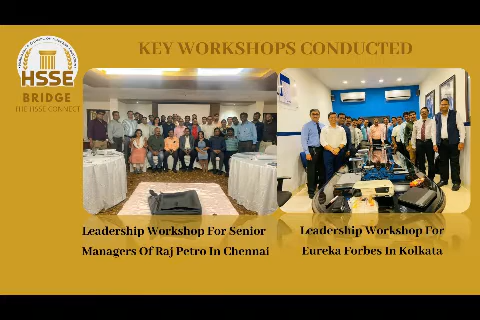 HSSE
BRIDGE
THE HSSE CONNECT
KEY WORKSHOPS CONDUCTED
Leadership Workshop For Senior
Managers Of Raj Petro In Chennai
Leadership Workshop For
Eureka Forbes In Kolkata